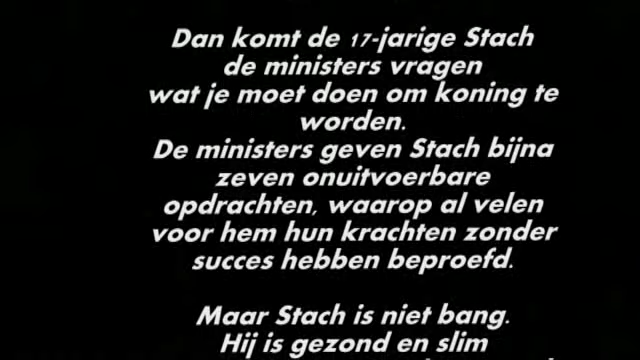 Dan komt de 17-jarige Stach
de ministers vragen
wat je moet doen om koning te
worden.
De ministers geven Stach bijna
zeven onuitvoerbare
opdrachten, waarop al velen
voor hem hun krachten zonder
succes hebben beproefd.
Maar Stach is niet bang.
Hij is gezond en slim